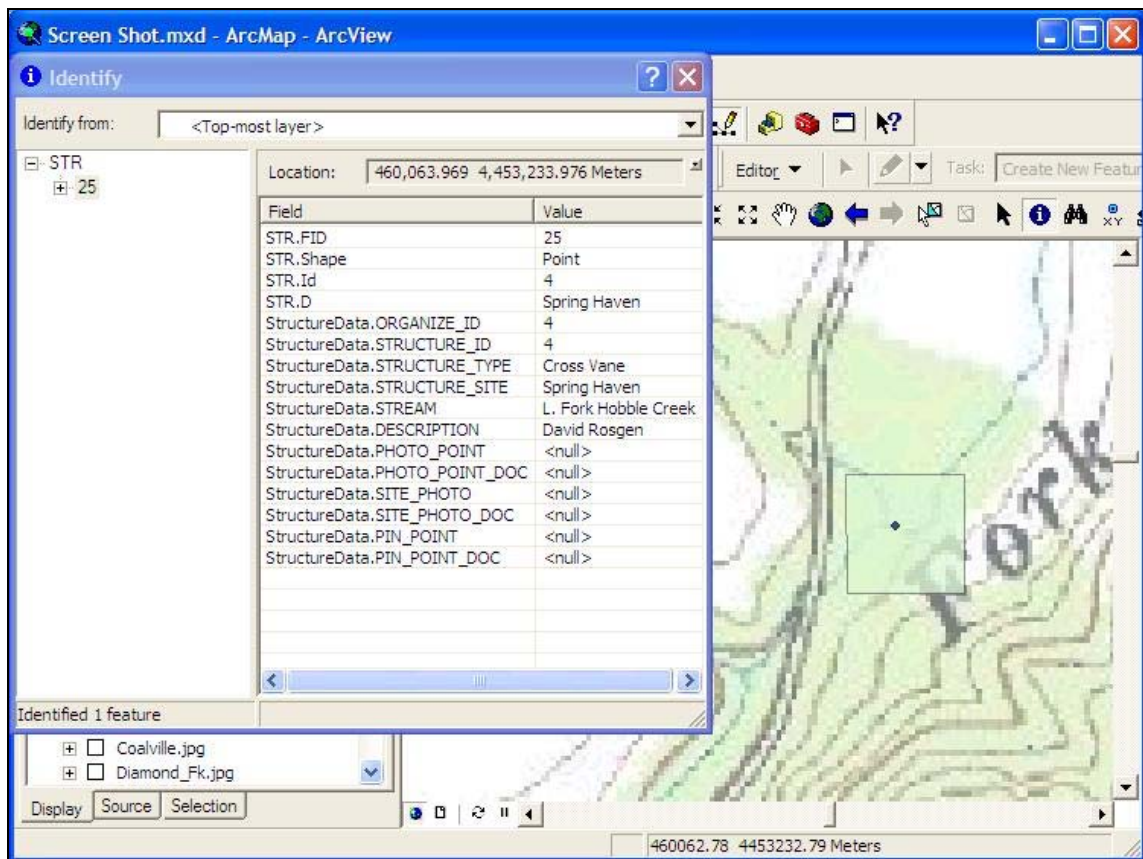 Screen Shot.mxd - ArcMap - ArcView
Identify
Identify from: <Top-most layer>
STR
25
Location: 460,063.969 4,453,233.976 Meters
Field Value
STR.FID 25
STR.Shape Point
STR.Id 4
STR.D Spring Haven
StructureData.ORGANIZE_ID 4
StructureData.STRUCTURE_ID 4
StructureData.STRUCTURE_TYPE Cross Vane
StructureData.STRUCTURE_SITE Spring Haven
StructureData.STREAM L. Fork Hobble Creek
StructureData.DESCRIPTION David Rosgen
StructureData.PHOTO_POINT <null>
StructureData.PHOTO_POINT_DOC <null>
StructureData.SITE_PHOTO <null>
StructureData.SITE_PHOTO_DOC <null>
StructureData.PIN_POINT <null>
StructureData.PIN_POINT_DOC <null>
Identified 1 feature
Editor Task: Create New Featur
XY
Fork
Coalville.jpg
Diamond_Fk.jpg
Display Source Selection
460062.78 4453232.79 Meters